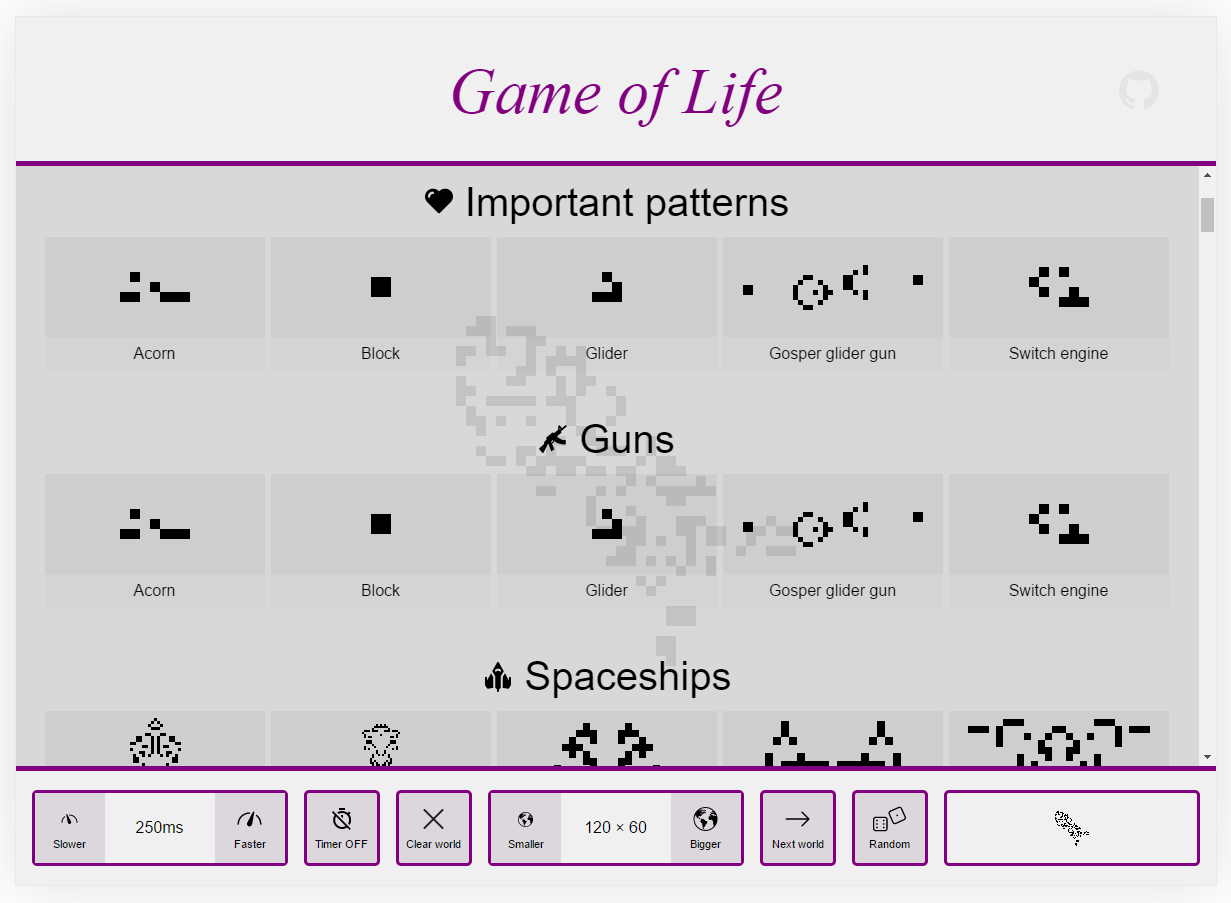 Game of Life
Important patterns
Acorn
Block
Glider
Gosper glider gun
Switch engine
Guns
Acorn
Block
Glider
Gosper glider gun
Switch engine
Spaceships
Slower
250ms
Faster
Timer OFF
Clear world
Smaller
120 × 60
Bigger
Next world
Random